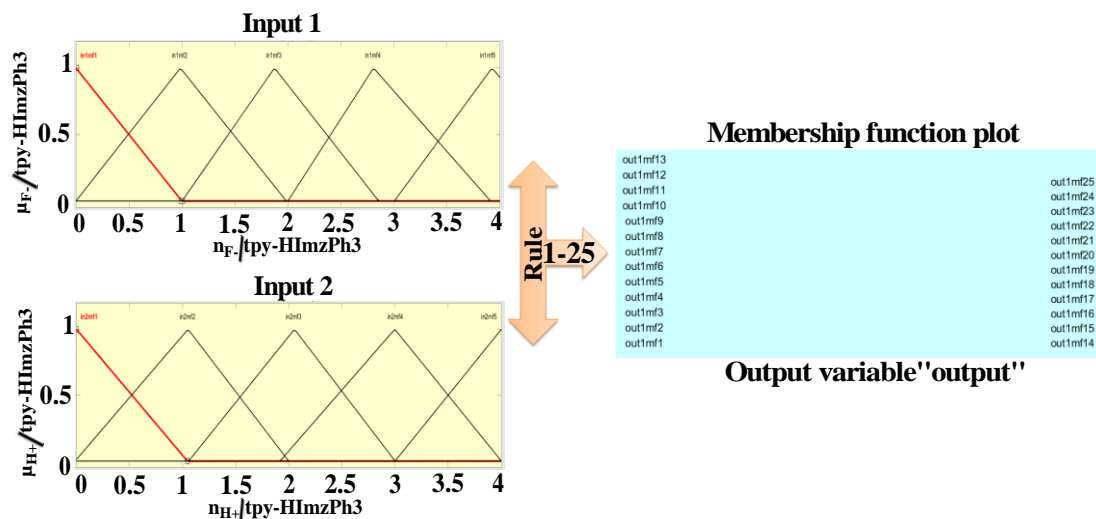 Input 1
in1mf1 in1mf2 in1mf3 in1mf4 in1mf5
1
0.5
0
μF-/tpy-HImzPh3
0 0.5 1 1.5 2 2.5 3 3.5 4
nF-/tpy-HImzPh3
Input 2
in2mf1 in2mf2 in2mf3 in2mf4 in2mf5
1
0.5
0
μH+/tpy-HImzPh3
0 0.5 1 1.5 2 2.5 3 3.5 4
nH+/tpy-HImzPh3
Rule
1-25
Membership function plot
out1mf13
out1mf12
out1mf11
out1mf10
out1mf9
out1mf8
out1mf7
out1mf6
out1mf5
out1mf4
out1mf3
out1mf2
out1mf1
out1mf25
out1mf24
out1mf23
out1mf22
out1mf21
out1mf20
out1mf19
out1mf18
out1mf17
out1mf16
out1mf15
out1mf14
Output variable"output"